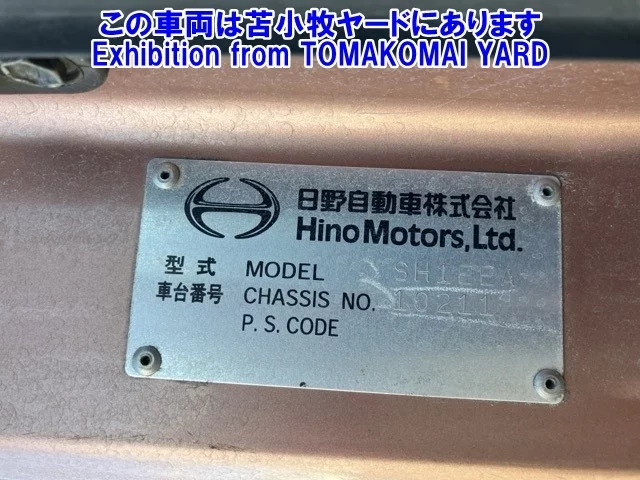 この車両は苫小牧ヤードにあります
Exhibition from TOMAKOMAI YARD
日野自動車株式会社
Hino Motors, Ltd.
型式 MODEL
車台番号 CHASSIS NO. 10211
P.S.CODE